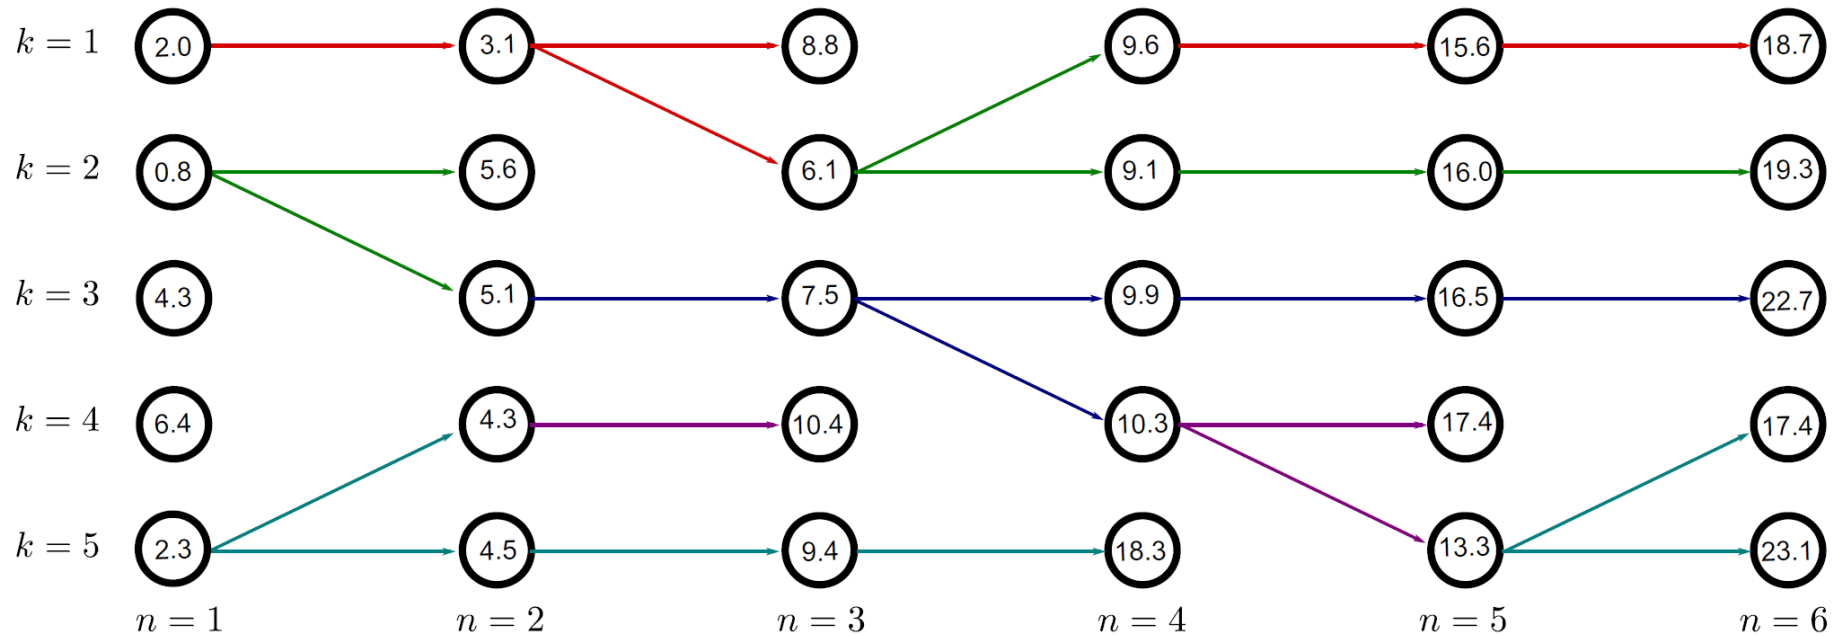 k = 1 2.0 3.1 8.8 9.6 15.6 18.7
k = 2 0.8 5.6 6.1 9.1 16.0 19.3
k = 3 4.3 5.1 7.5 9.9 16.5 22.7
k = 4 6.4 4.3 10.4 10.3 17.4 17.4
k = 5 2.3 4.5 9.4 18.3 13.3 23.1
n = 1 n = 2 n = 3 n = 4 n = 5 n = 6